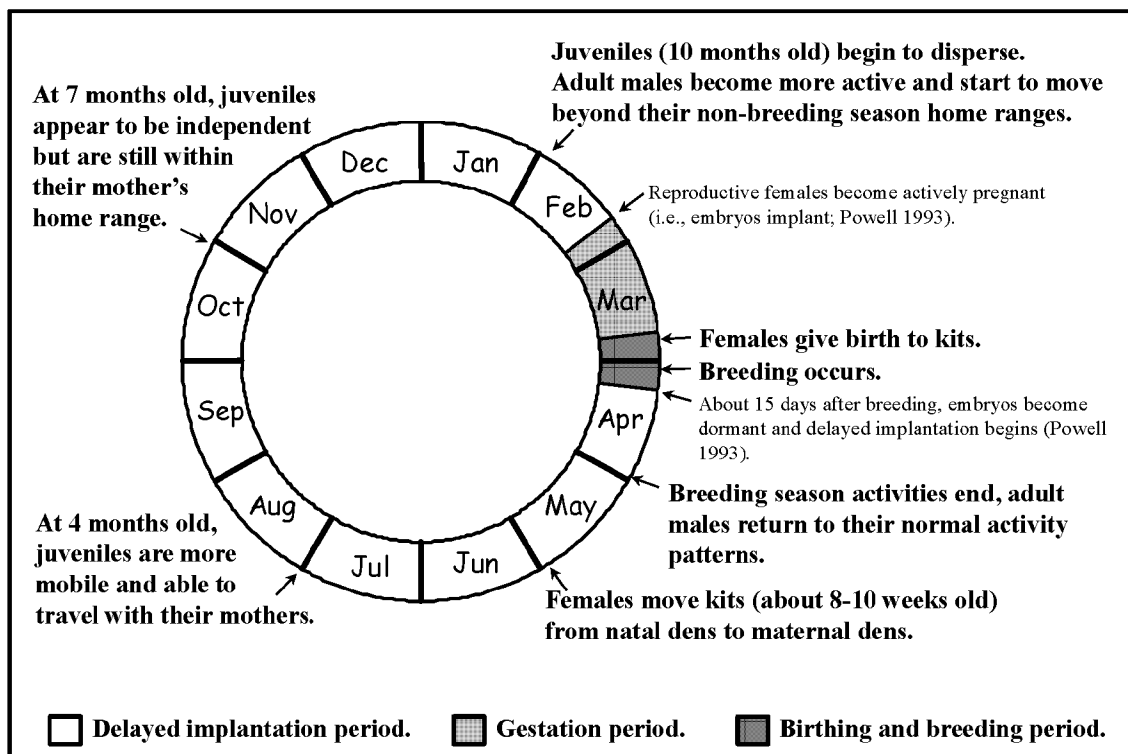 Juveniles (10 months old) begin to disperse.
Adult males become more active and start to move
beyond their non-breeding season home ranges.
At 7 months old, juveniles
appear to be independent
but are still within
their mother's
home range.
Dec
Jan
Nov
Feb
Reproductive females become actively pregnant
(i.e., embryos implant; Powell 1993).
Oct
Mar
Females give birth to kits.
Breeding occurs.
About 15 days after breeding, embryos become
dormant and delayed implantation begins (Powell
1993).
Sep
Apr
Breeding season activities end, adult
males return to their normal activity
patterns.
Aug
May
At 4 months old,
juveniles are more
mobile and able to
travel with their mothers.
Jul
Jun
Females move kits (about 8-10 weeks old)
from natal dens to maternal dens.
Delayed implantation period.
Gestation period.
Birthing and breeding period.